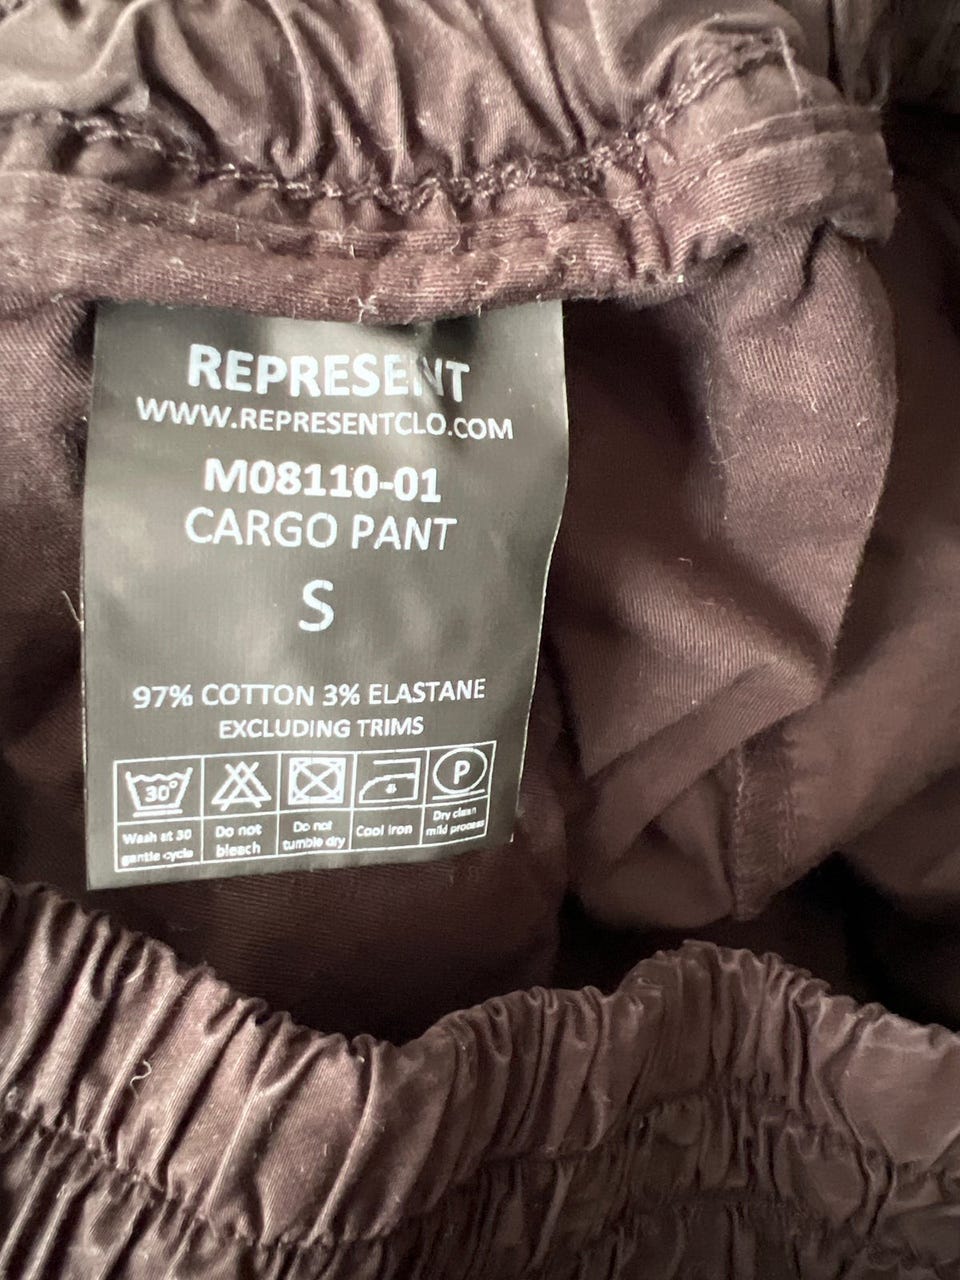 REPRESENT
WWW.REPRESENTCLO.COM
M08110-01
CARGO PANT
S
97% COTTON 3% ELASTANE
EXCLUDING TRIMS
30° P
Wash at 30 Do not Do not Cool iron Dry clean
gentle cycle bleach tumble dry mild process